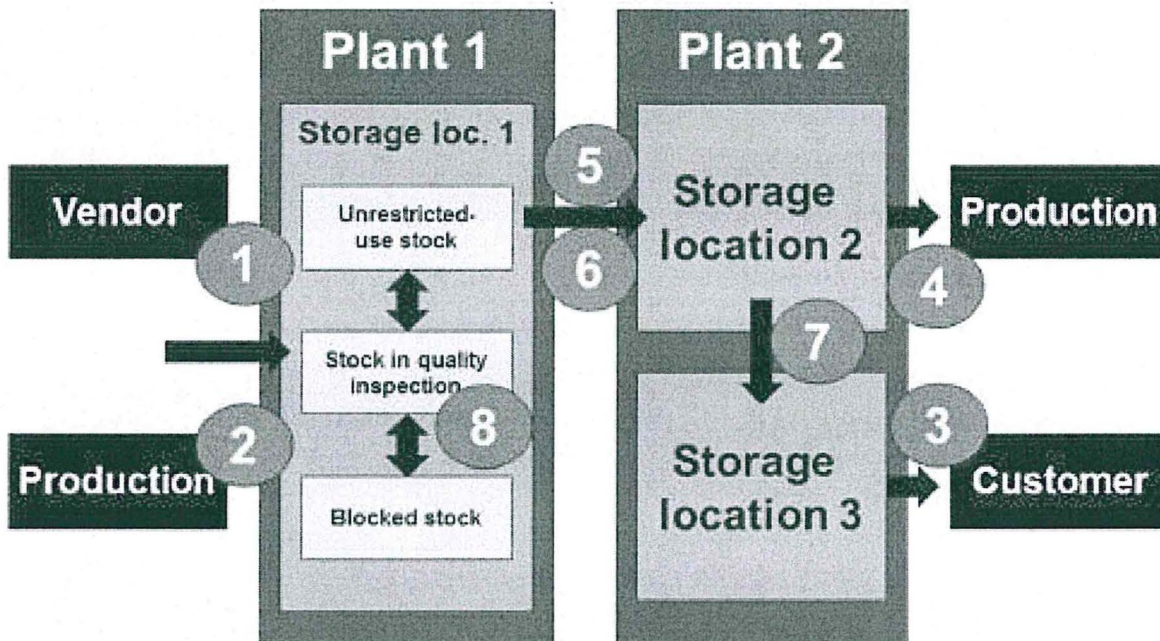 Plant 1
Plant 2
Storage loc. 1
Vendor
1
Unrestricted-
use stock
5
6
Storage
location 2
Production
4
Stock in quality
inspection
7
2
8
3
Production
Blocked stock
Storage
location 3
Customer